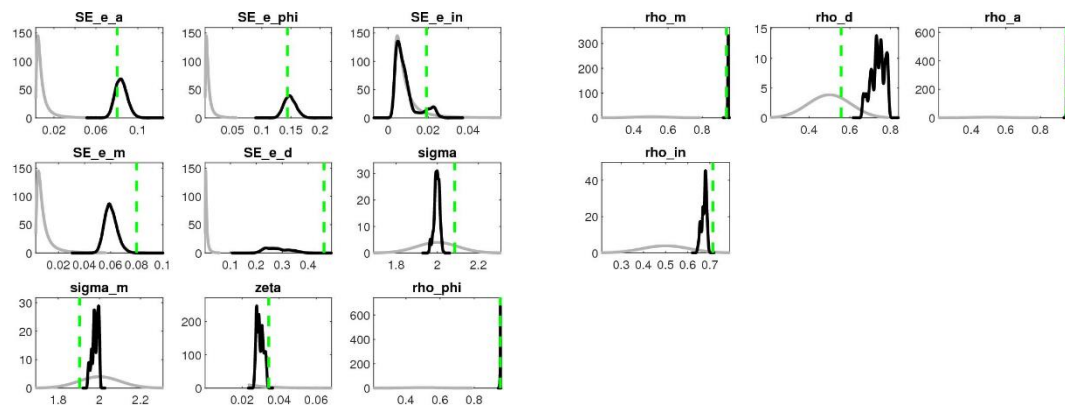 SE_e_a SE_e_phi SE_e_in rho_m rho_d rho_a
150 150 150 300 15 600
100 100 100 200 10 400
50 50 50 100 5 200
0 0 0 0 0 0
0.02 0.06 0.1 0.05 0.1 0.15 0.2 0 0.02 0.04 0.4 0.6 0.8 0.4 0.6 0.8 0.4 0.6 0.8
SE_e_m SE_e_d sigma rho_in
150 150 30 40
100 100 20
50 50 10 20
0 0 0 0
0.02 0.04 0.06 0.08 0.1 0.1 0.2 0.3 0.4 1.8 2 2.2 0.3 0.4 0.5 0.6 0.7
sigma_m zeta rho_phi
30 600
20 200 400
10 100 200
0 0 0
1.8 2 2.2 0.02 0.04 0.06 0.4 0.6 0.8